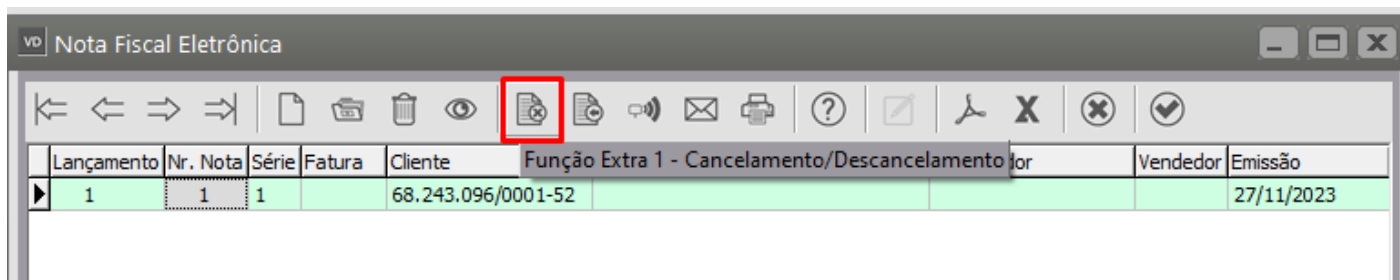 VD Nota Fiscal Eletrônica
Função Extra 1 - Cancelamento/Descancelamento
Lançamento Nr. Nota Série Fatura Cliente dor Vendedor Emissão
1 1 1 68.243.096/0001-52 27/11/2023